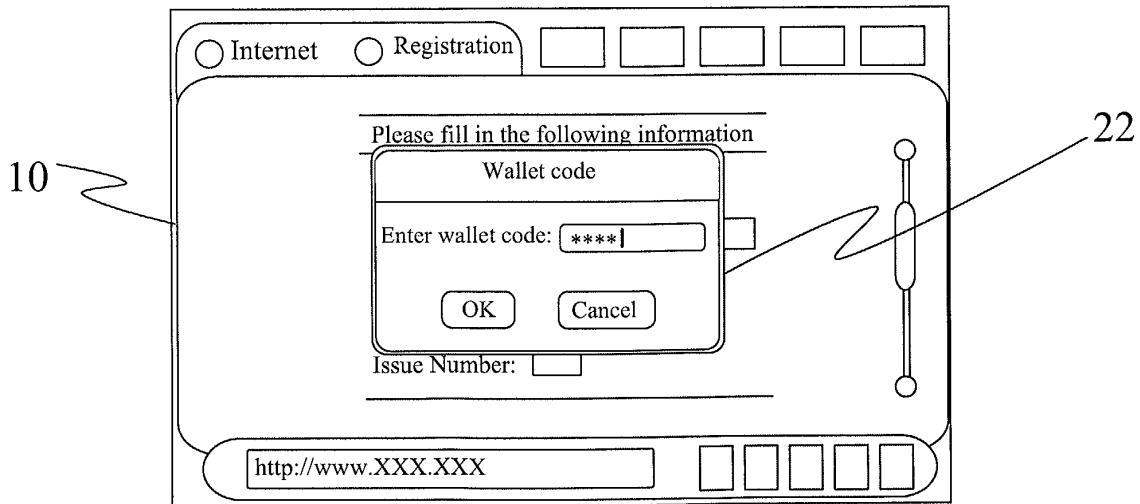 Internet Registration
Please fill in the following information
22
10
Wallet code
Enter wallet code: ****
OK Cancel
Issue Number:
http://www.XXX.XXX